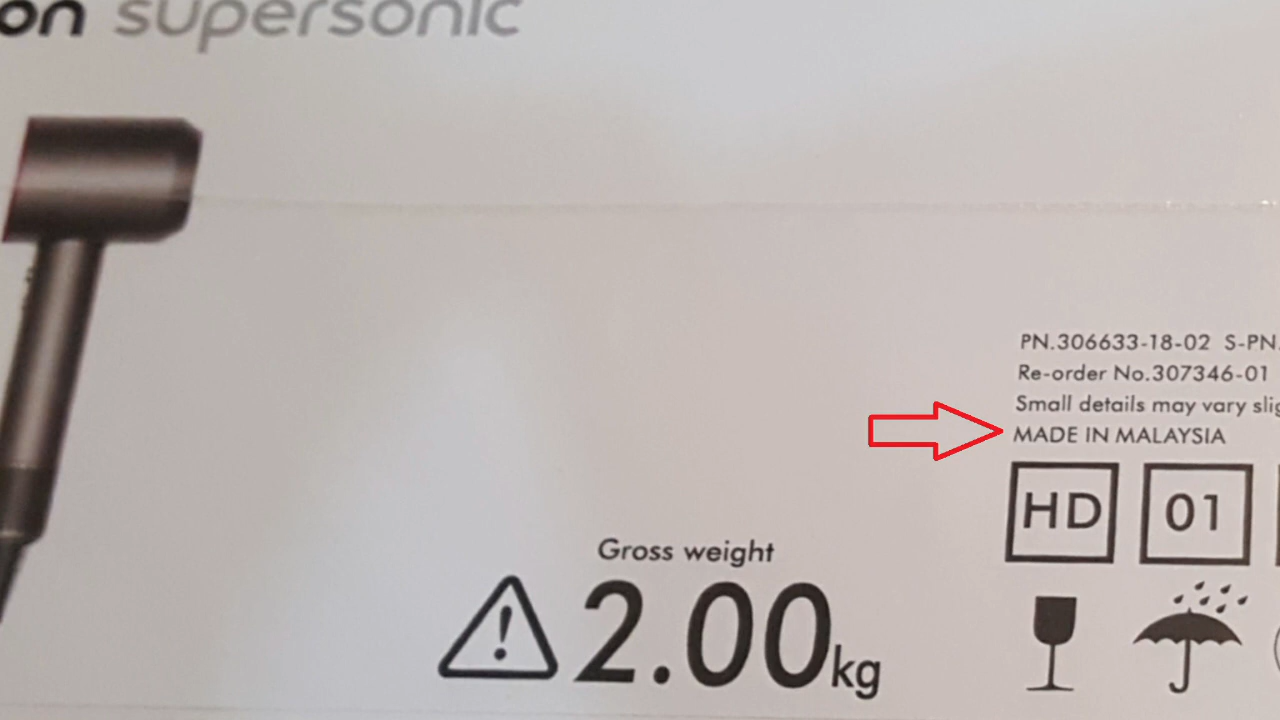 on supersonic
PN.306633-18-02 S-PN.
Re-order No.307346-01
Small details may vary
MADE IN MALAYSIA
HD 01
Gross weight
2.00kg